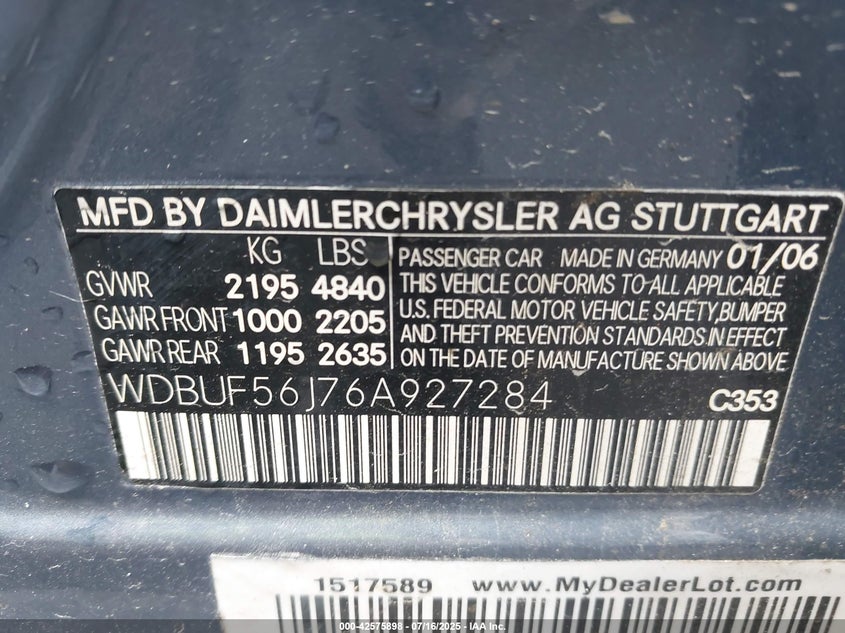 MFD BY DAIMLERCHRYSLER AG STUTTGART
KG LBS
GVWR 2195 4840
GAWR FRONT 1000 2205
GAWR REAR 1195 2635
PASSENGER CAR MADE IN GERMANY 01/06
THIS VEHICLE CONFORMS TO ALL APPLICABLE
U.S. FEDERAL MOTOR VEHICLE SAFETY,BUMPER
AND THEFT PREVENTION STANDARDS.IN EFFECT
ON THE DATE OF MANUFACTURE SHOWN ABOVE
WDBUF56J76A927284 C353
1517589 www.MyDealerLot.com
000-42575898 - 07/16/2025 - IAA Inc.